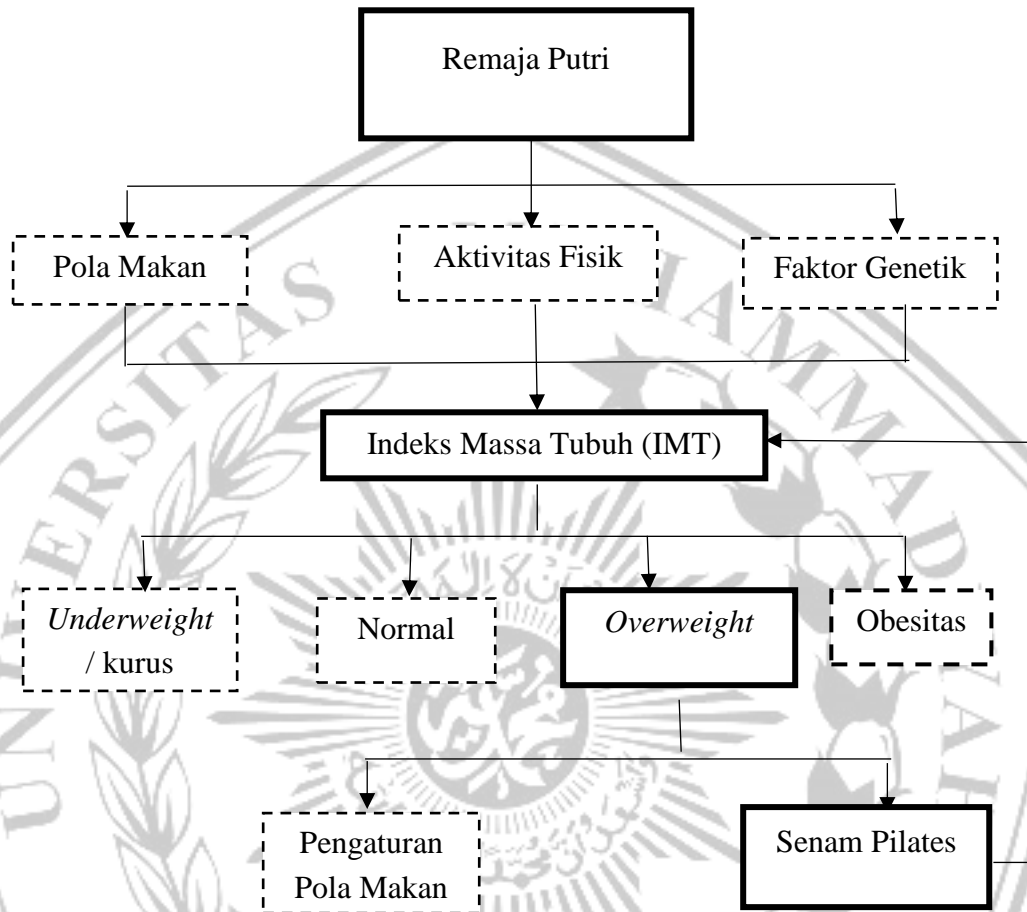 Remaja Putri
Pola Makan
Aktivitas Fisik
Faktor Genetik
Indeks Massa Tubuh (IMT)
Underweight
/ kurus
Normal
Overweight
Obesitas
Pengaturan
Pola Makan
Senam Pilates